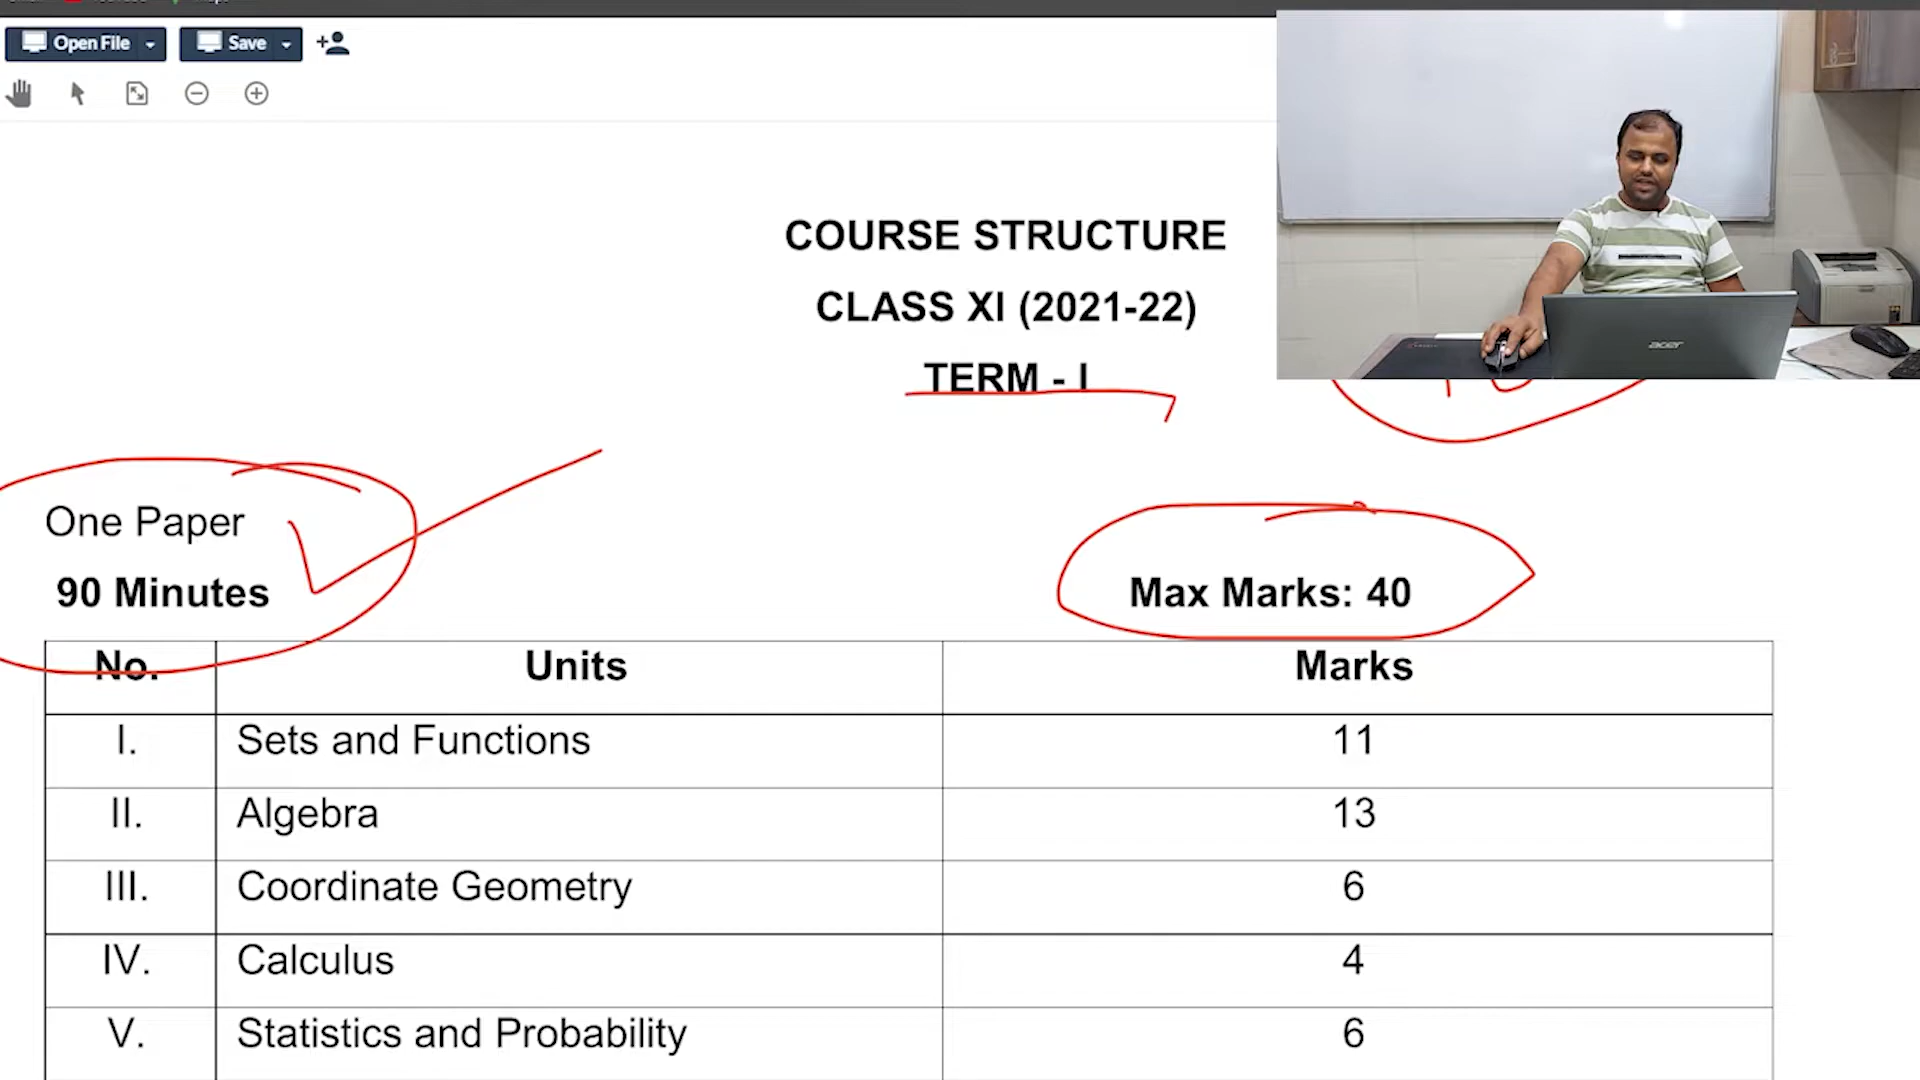 Open File
Save
COURSE STRUCTURE
CLASS XI (2021-22)
TERM - I
One Paper
90 Minutes
Max Marks: 40
No. Units Marks
I. Sets and Functions 11
II. Algebra 13
III. Coordinate Geometry 6
IV. Calculus 4
V. Statistics and Probability 6
acer